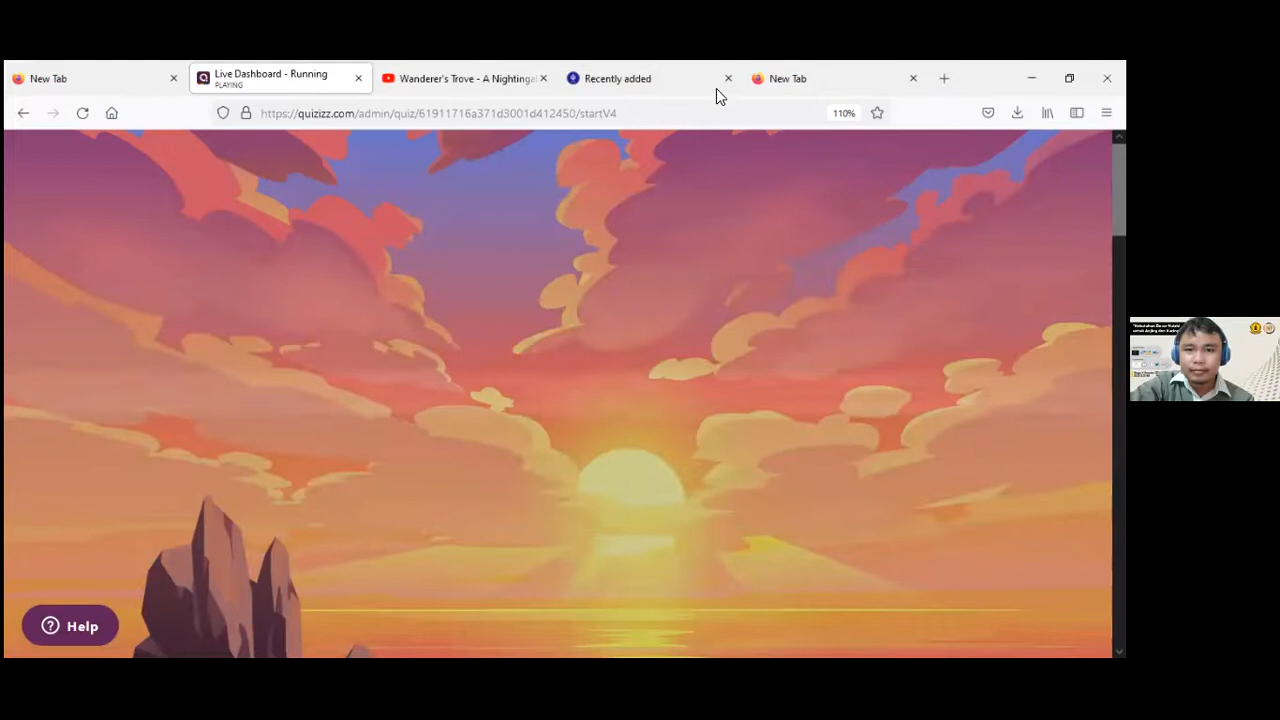 New Tab
Live Dashboard - Running
PLAYING
Wanderer's Trove - A Nightinga
Recently added
New Tab
https://quizizz.com/admin/quiz/61911716a371d3001d412450/startV4
110%
Help